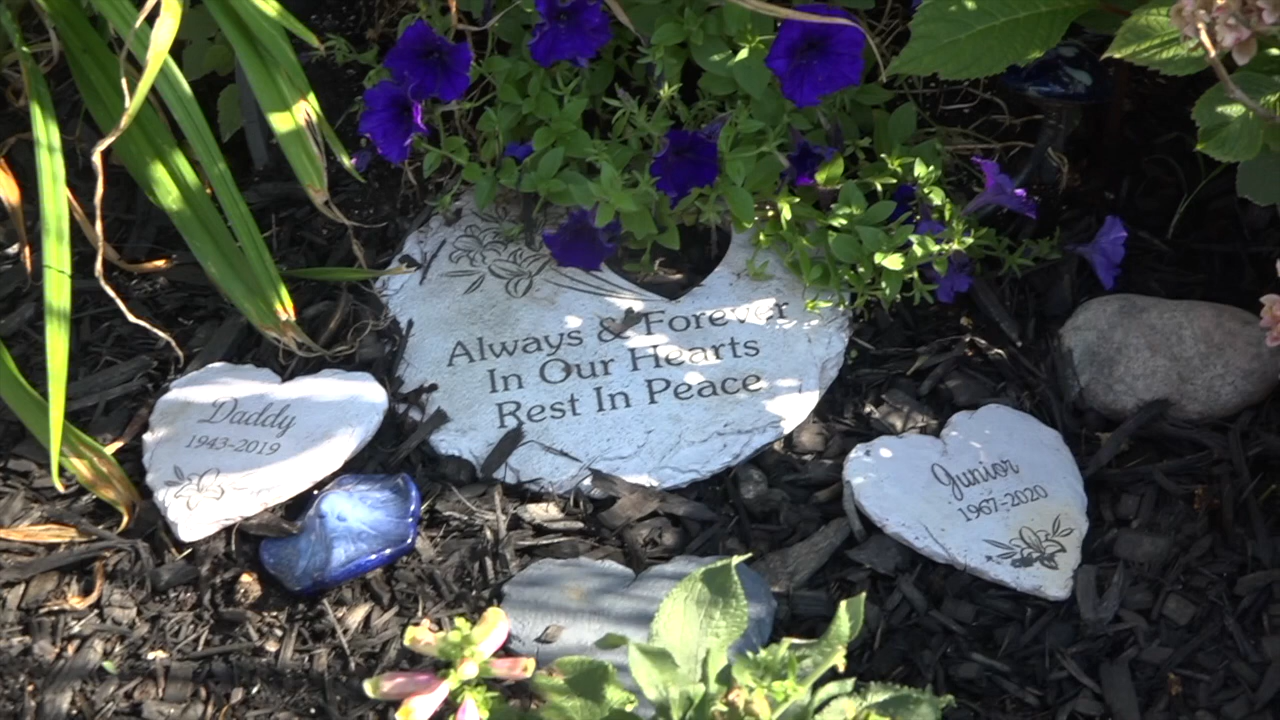 Always & Forever
In Our Hearts
Rest In Peace
Daddy
1943-2019
Junior
1967-2020